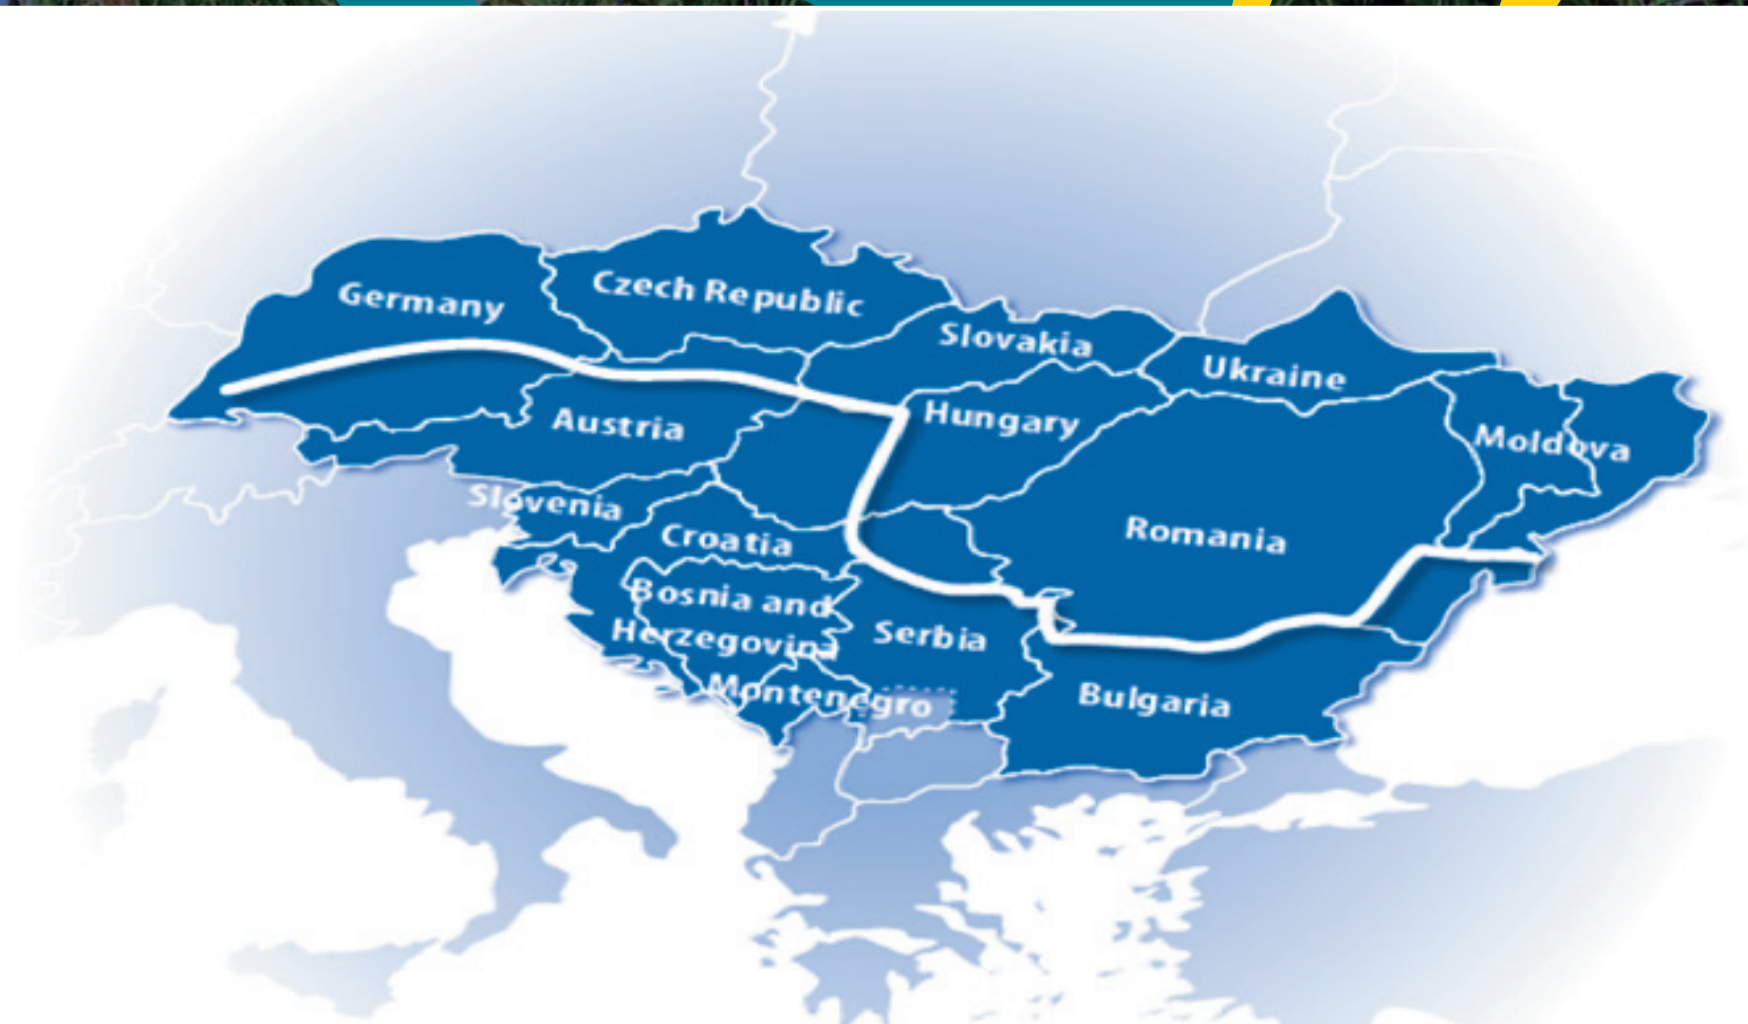 Germany
Czech Republic
Slovakia
Ukraine
Austria
Hungary
Moldova
Slovenia
Croatia
Romania
Bosnia and
Herzegovina
Serbia
Montenegro
Bulgaria